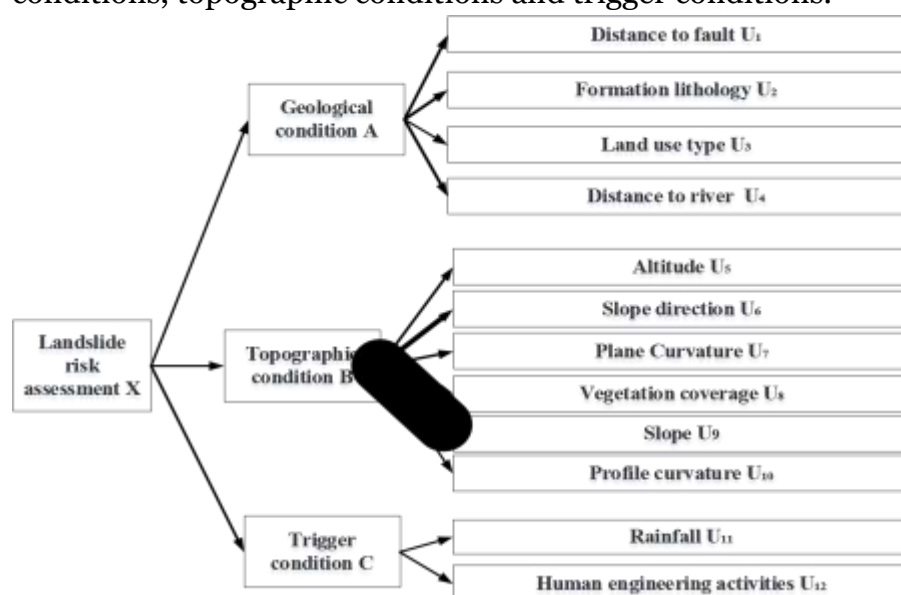 conditions, topographic conditions and trigger conditions.
Distance to fault U₁
Geological
condition A
Formation lithology U₂
Land use type U₃
Distance to river U₄
Landslide
risk
assessment X
Topographic
condition B
Altitude U₅
Slope direction U₆
Plane Curvature U₇
Vegetation coverage U₈
Slope U₉
Profile curvature U₁₀
Trigger
condition C
Rainfall U₁₁
Human engineering activities U₁₂